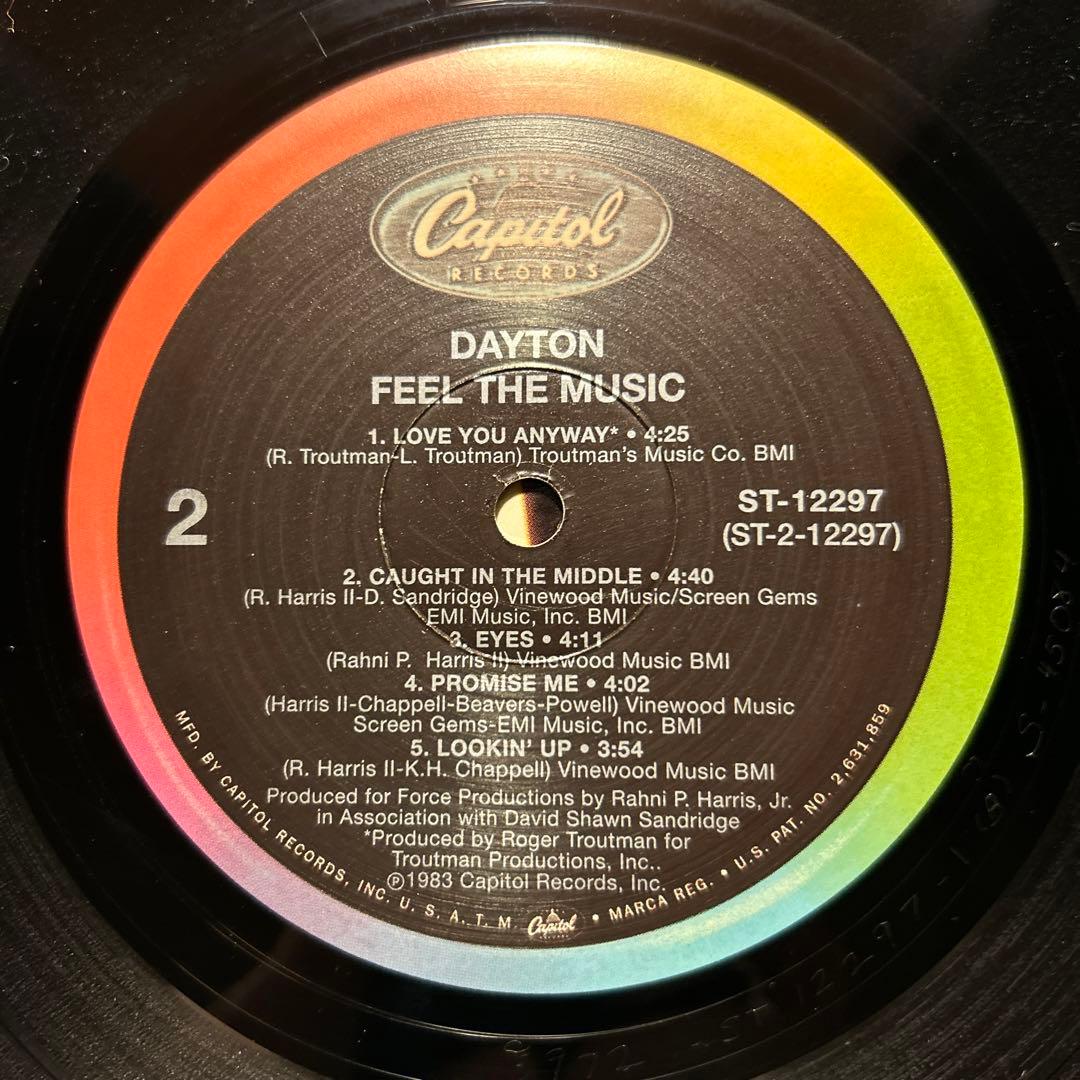 Capitol
RECORDS
DAYTON
FEEL THE MUSIC
1. LOVE YOU ANYWAY* • 4:25
(R. Troutman-L. Troutman) Troutman's Music Co. BMI
2
ST-12297
(ST-2-12297)
2. CAUGHT IN THE MIDDLE • 4:40
(R. Harris II-D. Sandridge) Vinewood Music/Screen Gems
EMI Music, Inc. BMI
3. EYES • 4:11
(Rahni P. Harris II) Vinewood Music BMI
4. PROMISE ME • 4:02
(Harris II-Chappell-Beavers-Powell) Vinewood Music
Screen Gems-EMI Music, Inc. BMI
5. LOOKIN' UP • 3:54
(R. Harris II-K.H. Chappell) Vinewood Music BMI
Produced for Force Productions by Rahni P. Harris, Jr.
in Association with David Shawn Sandridge
*Produced by Roger Troutman for
Troutman Productions, Inc..
℗1983 Capitol Records, Inc.
MFD. BY CAPITOL RECORDS, INC. U. S. A. T. M. Capitol • MARCA REG. • U.S. PAT. NO. 2,631,859